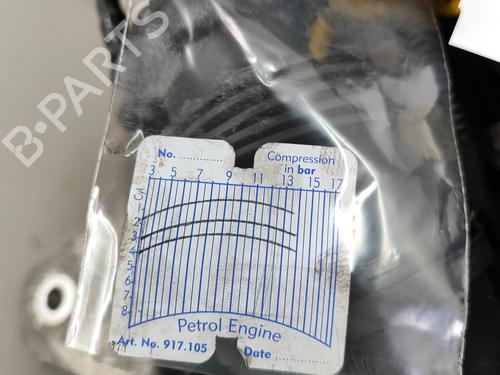 B-PARTS
No. ..............
Compression
in bar
3 5 7 9 11 13 15 17
Cyl.
1
2
3
4
5
6
7
8
Petrol Engine
Art. No. 917.105
Date ............